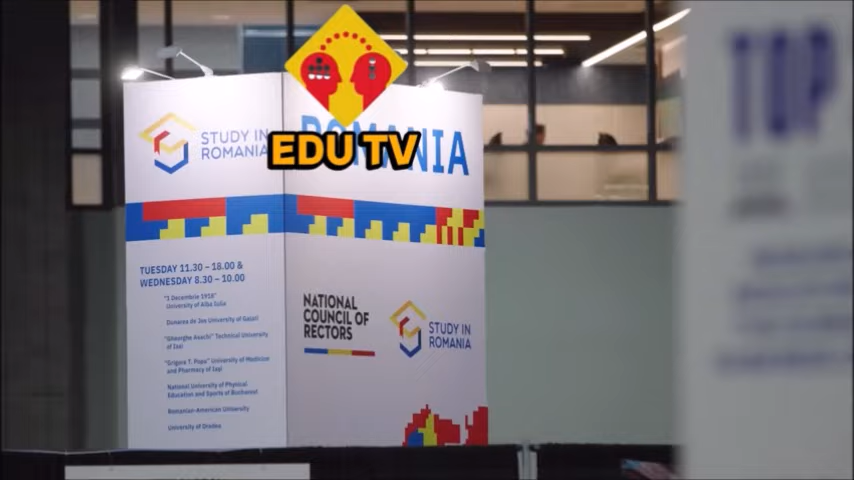 EDU TV
STUDY IN
ROMANIA
ROMANIA
TUESDAY 11.30 – 18.00 &
WEDNESDAY 8.30 – 10.00
"1 Decembrie 1918"
University of Alba Iulia
Dunarea de Jos University of Galati
"Gheorghe Asachi" Technical University
of Iasi
"Grigore T. Popa" University of Medicine
and Pharmacy of Iași
National University of Physical
Education and Sports of Bucharest
Romanian-American University
University of Oradea
NATIONAL
COUNCIL OF
RECTORS
STUDY IN
ROMANIA
TOP